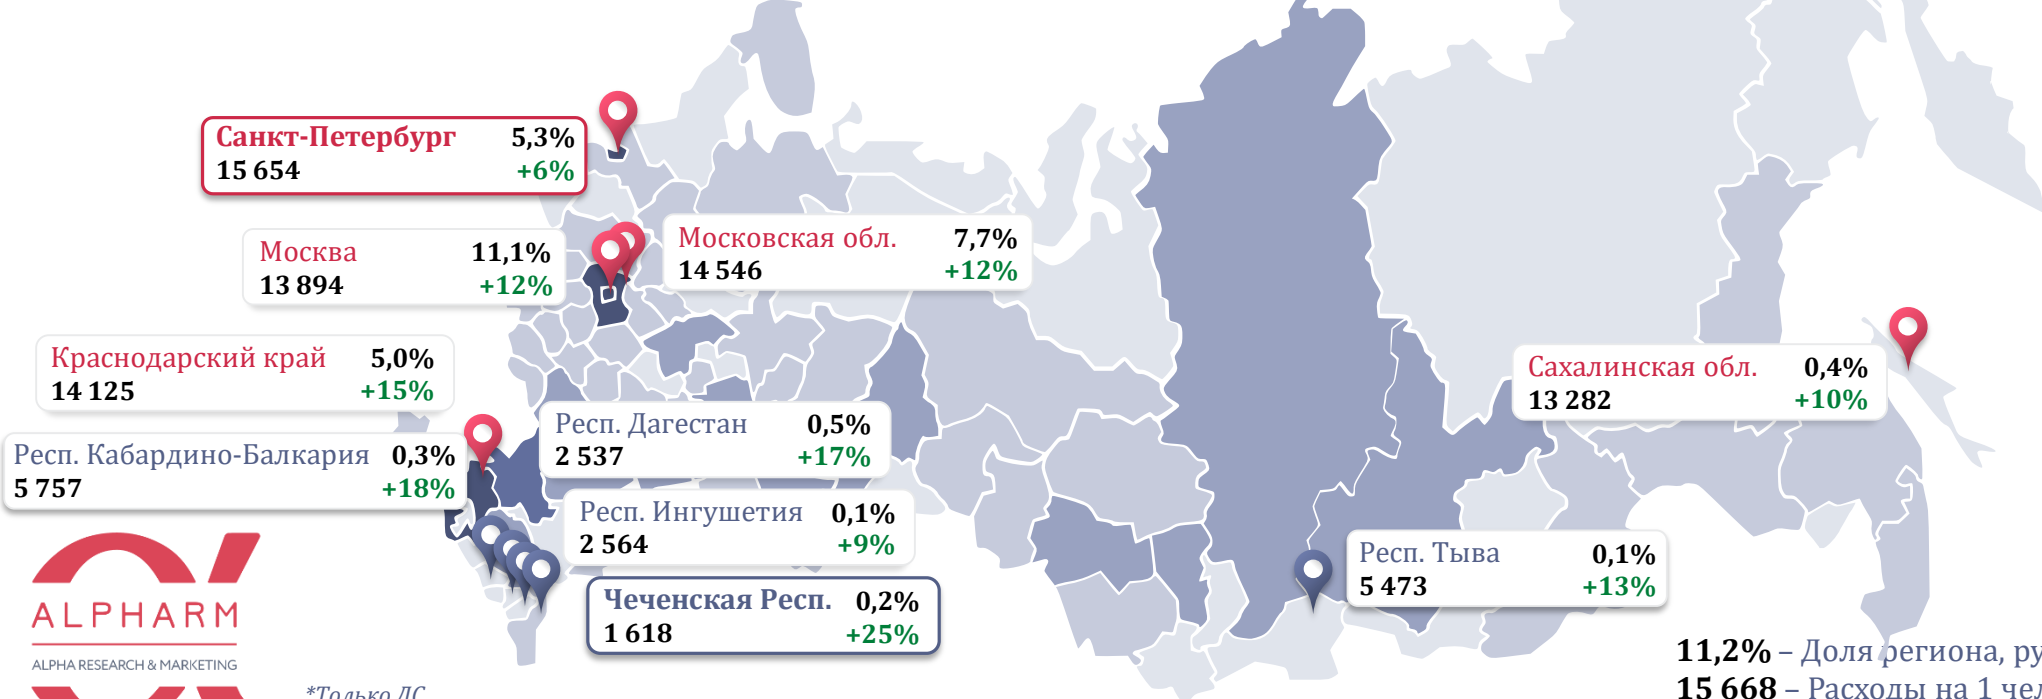 Санкт-Петербург 5,3%
15 654 +6%
Москва 11,1%
13 894 +12%
Московская обл. 7,7%
14 546 +12%
Краснодарский край 5,0%
14 125 +15%
Сахалинская обл. 0,4%
13 282 +10%
Респ. Кабардино-Балкария 0,3%
5 757 +18%
Респ. Дагестан 0,5%
2 537 +17%
Респ. Ингушетия 0,1%
2 564 +9%
Респ. Тыва 0,1%
5 473 +13%
Чеченская Респ. 0,2%
1 618 +25%
ALPHARM
ALPHA RESEARCH & MARKETING
*Только ЛС
11,2% – Доля региона, ру
15 668 – Расходы на 1 чел